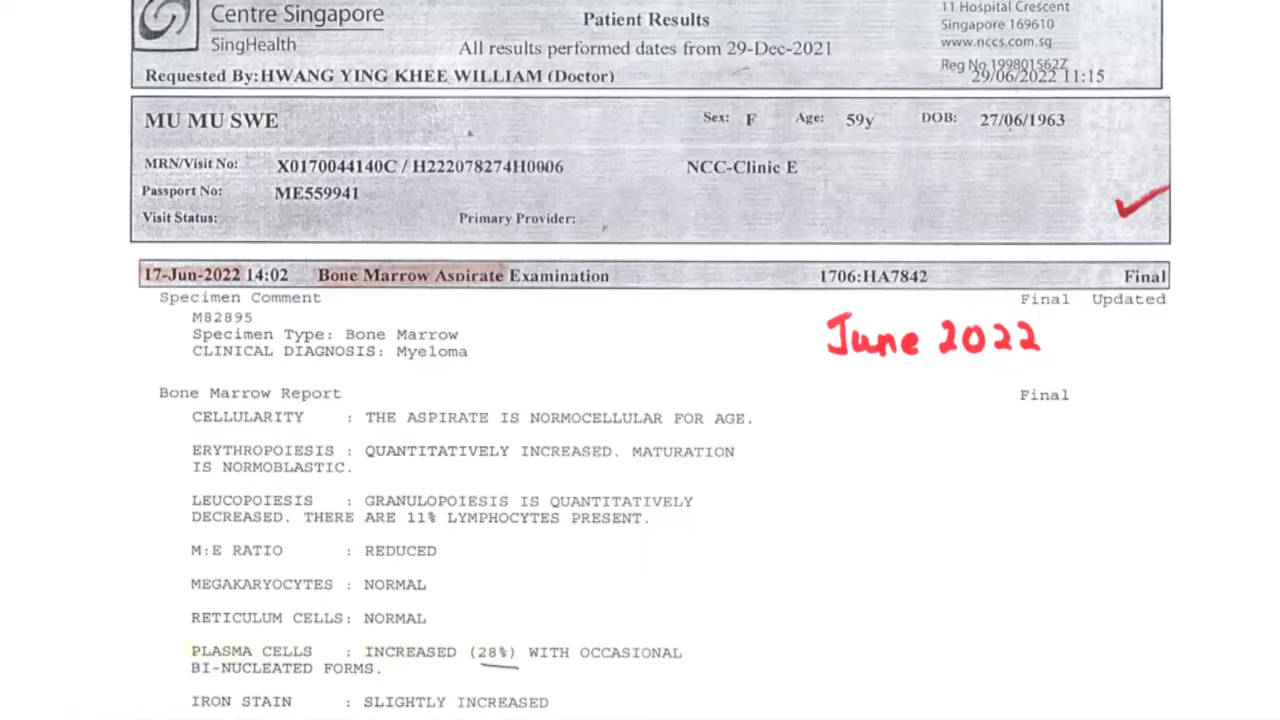 Centre Singapore
SingHealth
Patient Results
All results performed dates from 29-Dec-2021
11 Hospital Crescent
Singapore 169610
www.nccs.com.sg
Reg No 199801562Z
Requested By:HWANG YING KHEE WILLIAM (Doctor)
29/06/2022 11:15
MU MU SWE Sex: F Age: 59y DOB: 27/06/1963
MRN/Visit No: X0170044140C / H222078274H0006 NCC-Clinic E
Passport No: ME559941
Visit Status: Primary Provider:
17-Jun-2022 14:02 Bone Marrow Aspirate Examination 1706:HA7842 Final
Specimen Comment Final Updated
M82895
Specimen Type: Bone Marrow
CLINICAL DIAGNOSIS: Myeloma
June 2022
Bone Marrow Report Final
CELLULARITY : THE ASPIRATE IS NORMOCELLULAR FOR AGE.
ERYTHROPOIESIS : QUANTITATIVELY INCREASED. MATURATION
IS NORMOBLASTIC.
LEUCOPOIESIS : GRANULOPOIESIS IS QUANTITATIVELY
DECREASED. THERE ARE 11% LYMPHOCYTES PRESENT.
M:E RATIO : REDUCED
MEGAKARYOCYTES : NORMAL
RETICULUM CELLS: NORMAL
PLASMA CELLS : INCREASED (28%) WITH OCCASIONAL
BI-NUCLEATED FORMS.
IRON STAIN : SLIGHTLY INCREASED